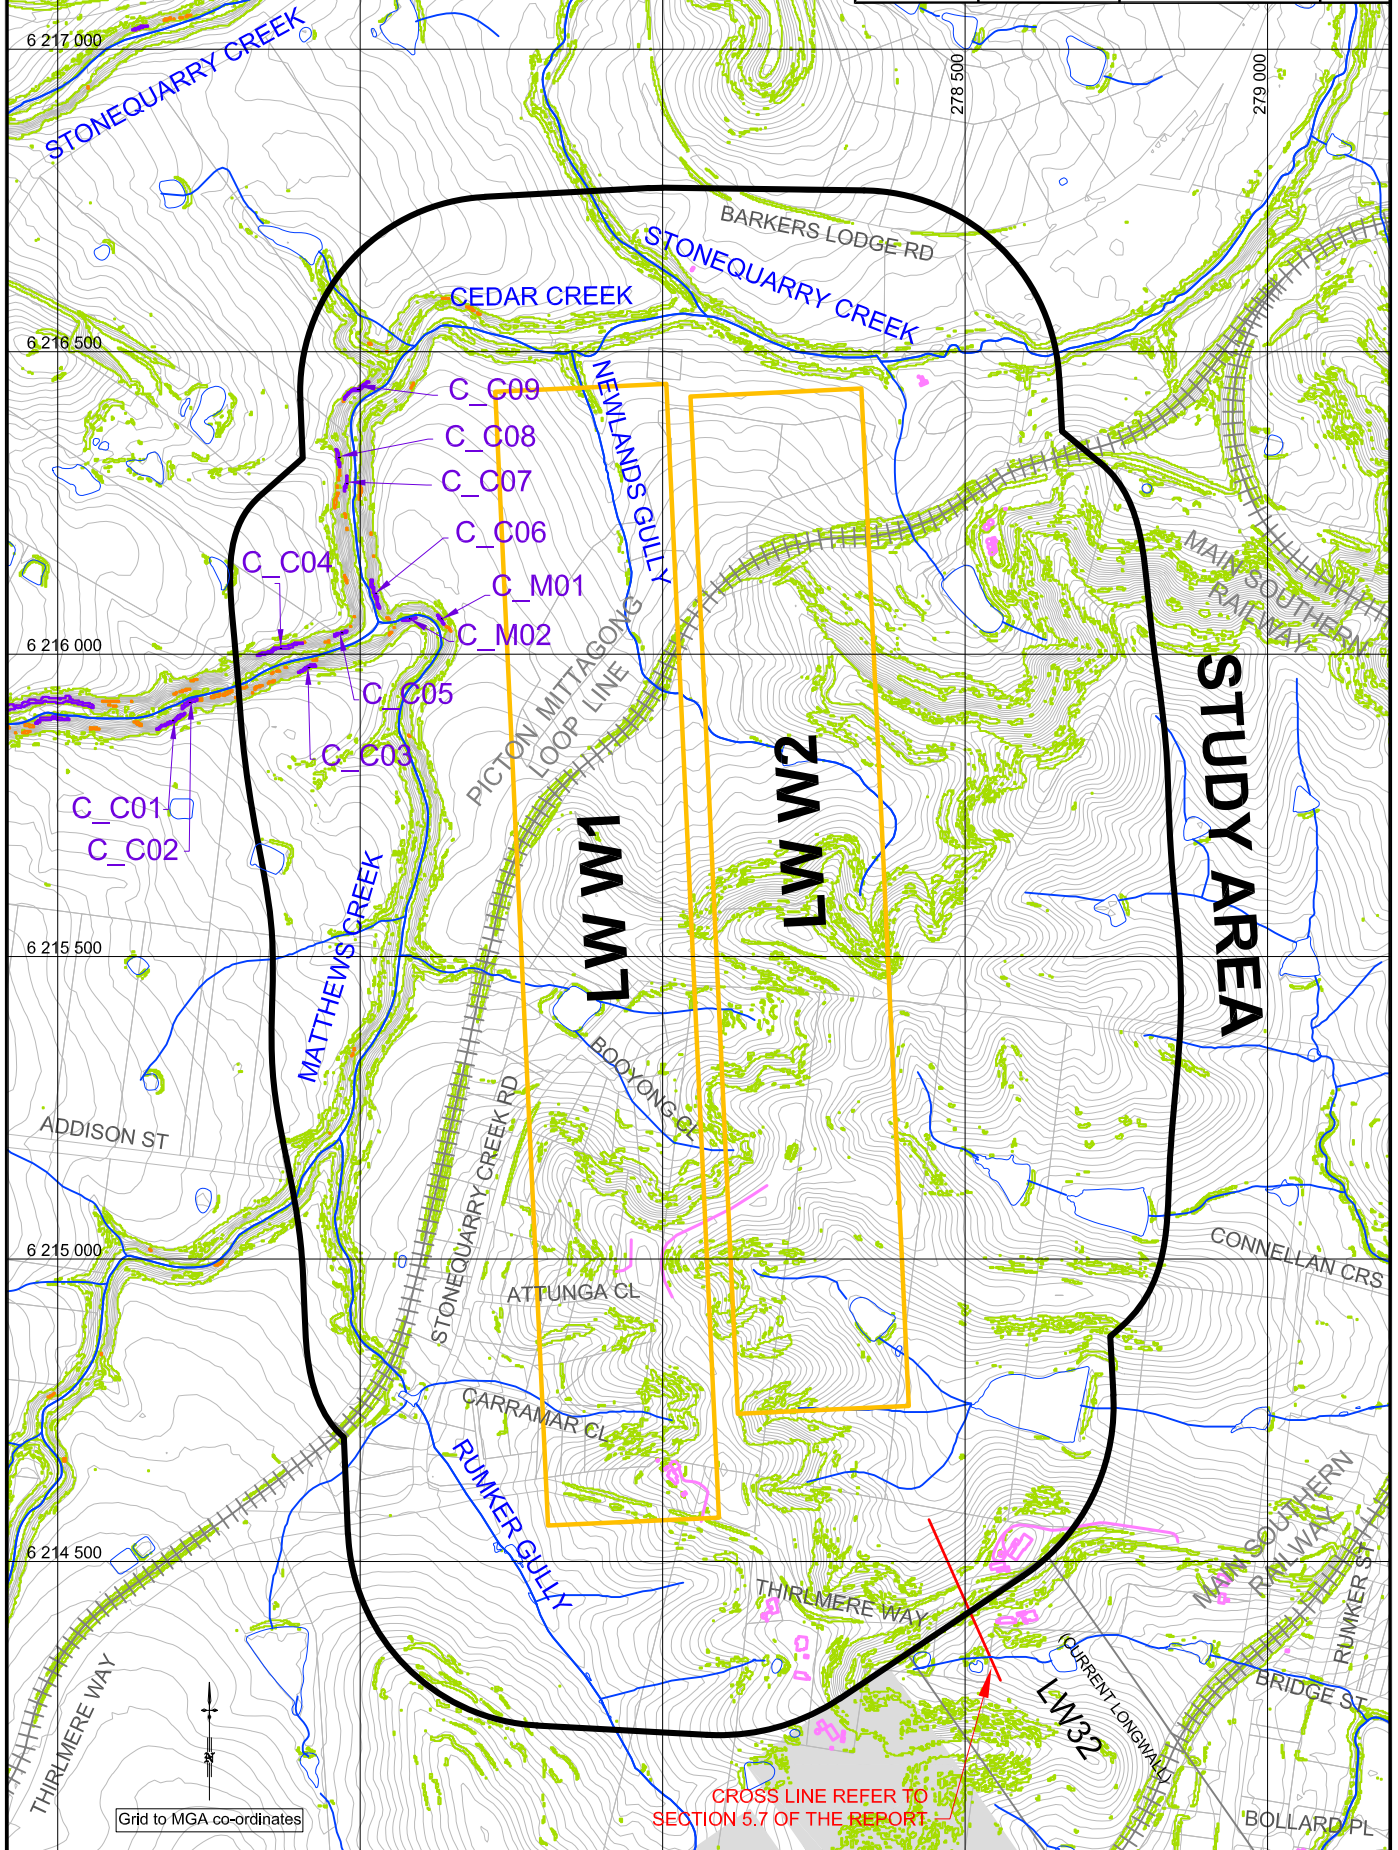 6 217 000
STONEQUARRY CREEK
278 500
279 000
BARKERS LODGE RD
STONEQUARRY CREEK
CEDAR CREEK
6 216 500
NEWLANDS GULLY
C_C09
C_C08
C_C07
C_C06
C_C04
C_M01
C_M02
MAIN SOUTHERN
RAILWAY
6 216 000
C_C05
C_C03
PICTON MITTAGONG
LOOP LINE
STUDY AREA
C_C01
C_C02
LW W1
LW W2
MATTHEWS CREEK
6 215 500
BOOYONG CL
ADDISON ST
STONEQUARRY CREEK RD
6 215 000
CONNELLAN CRS
ATTUNGA CL
CARRAMAR CL
RUMKER GULLY
6 214 500
MAIN SOUTHERN
RAILWAY
RUMKER ST
THIRLMERE WAY
(CURRENT LONGWALL)
LW32
BRIDGE ST
THIRLMERE WAY
N
CROSS LINE REFER TO
SECTION 5.7 OF THE REPORT
Grid to MGA co-ordinates
BOLLARD PL